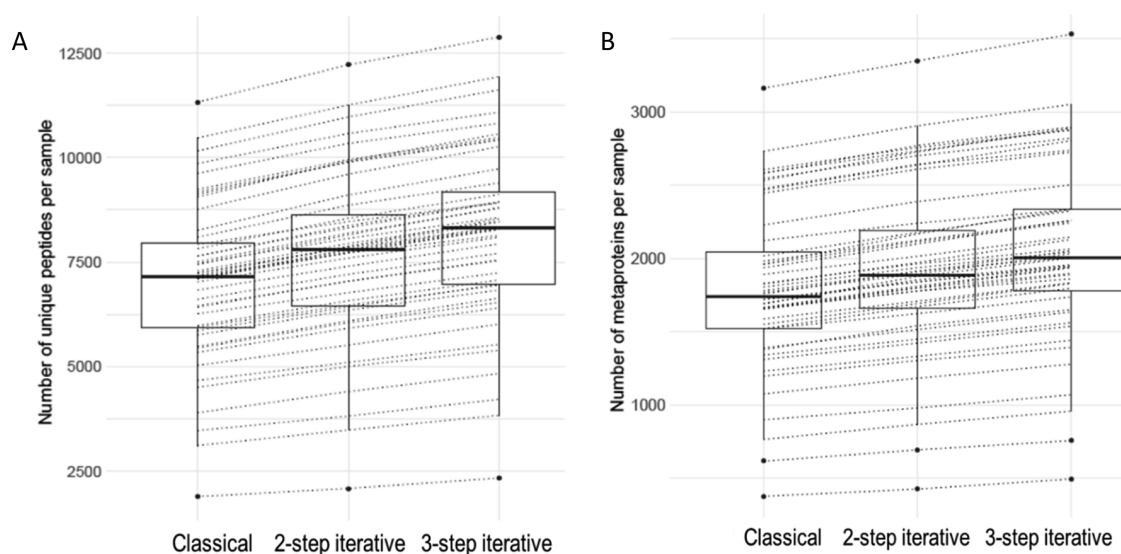 A
Number of unique peptides per sample
12500
10000
7500
5000
2500
Classical 2-step iterative 3-step iterative
B
Number of metaproteins per sample
3000
2000
1000
Classical 2-step iterative 3-step iterative